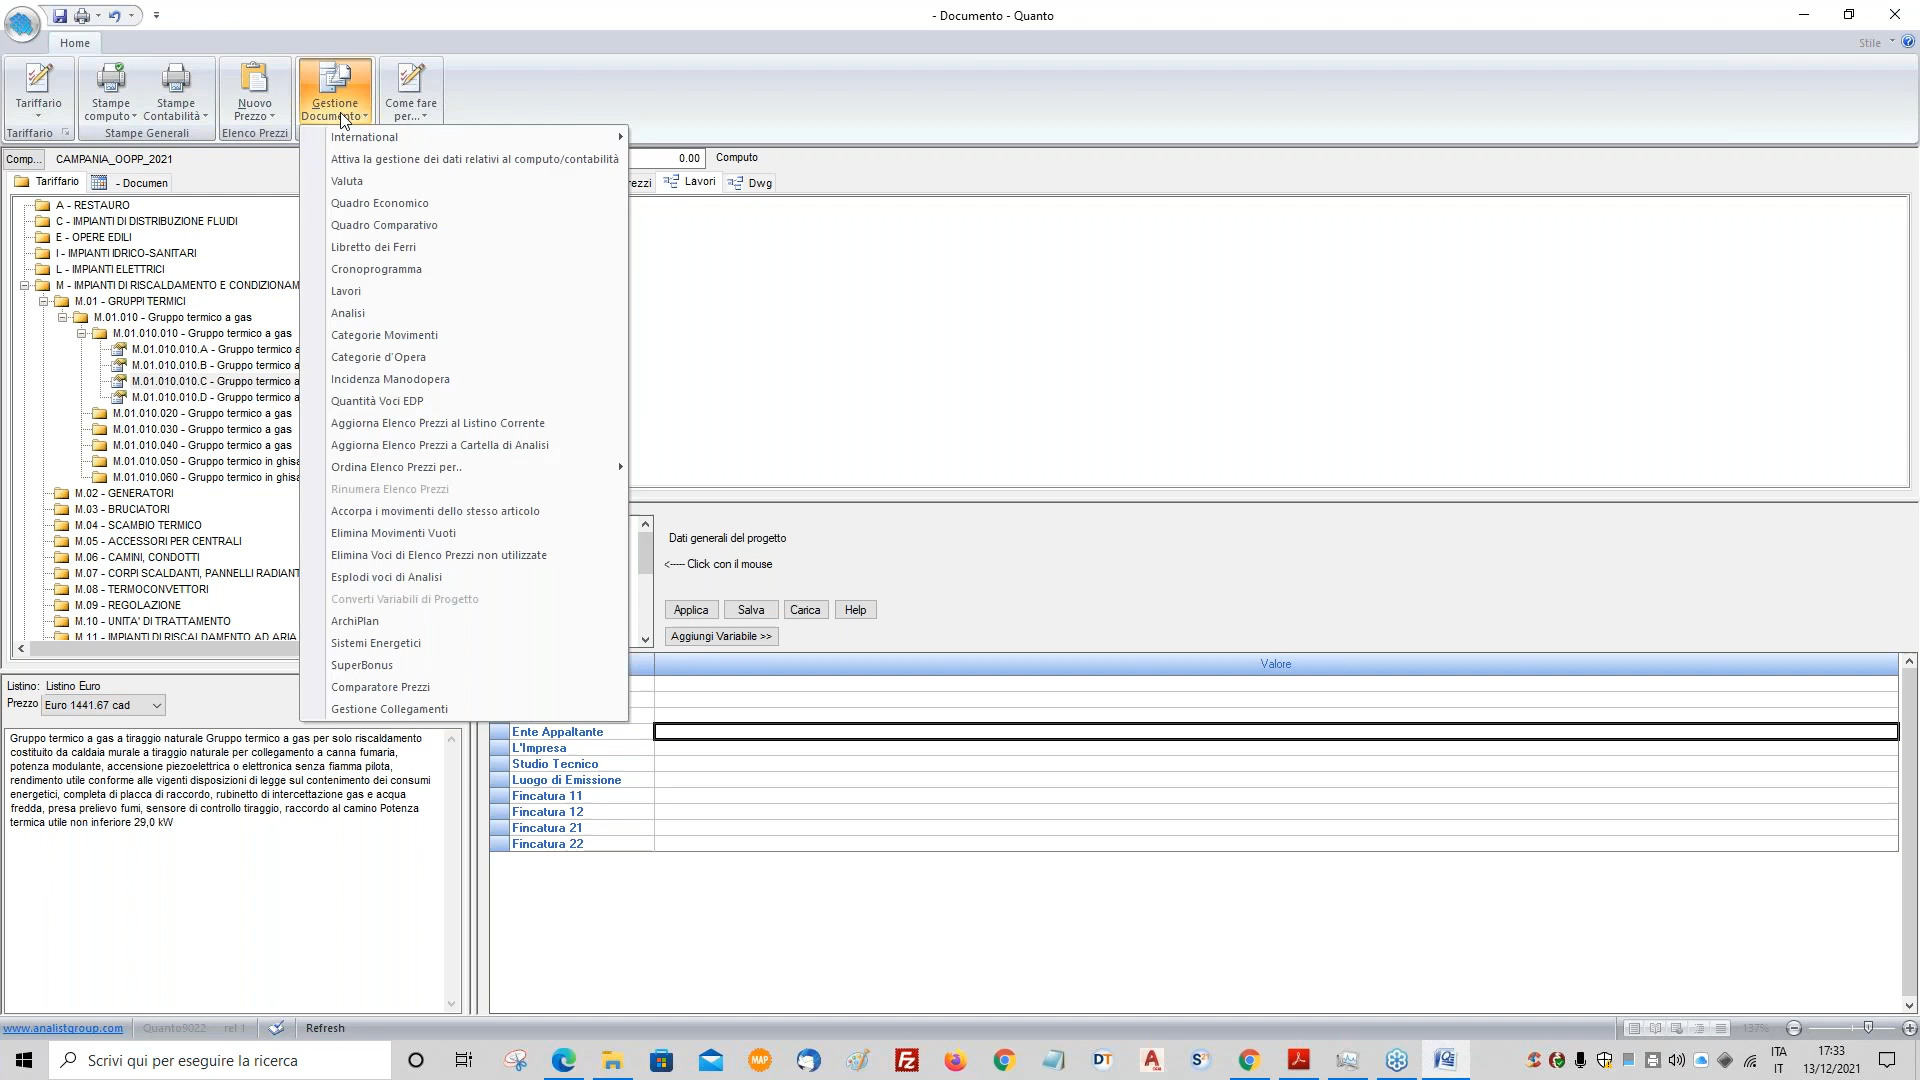 - Documento - Quanto
Home
Stile
Tariffario
Stampe computo
Stampe Contabilità
Nuovo Prezzo
Gestione Documento
Come fare per...
Tariffario
Stampe Generali
Elenco Prezzi
Comp...
CAMPANIA_OOPP_2021
0.00
Computo
Tariffario
- Documen
rezzi
Lavori
Dwg
A - RESTAURO
C - IMPIANTI DI DISTRIBUZIONE FLUIDI
E - OPERE EDILI
I - IMPIANTI IDRICO-SANITARI
L - IMPIANTI ELETTRICI
M - IMPIANTI DI RISCALDAMENTO E CONDIZIONAM
M.01 - GRUPPI TERMICI
M.01.010 - Gruppo termico a gas
M.01.010.010 - Gruppo termico a gas
M.01.010.010.A - Gruppo termico a
M.01.010.010.B - Gruppo termico a
M.01.010.010.C - Gruppo termico a
M.01.010.010.D - Gruppo termico a
M.01.010.020 - Gruppo termico a gas
M.01.010.030 - Gruppo termico a gas
M.01.010.040 - Gruppo termico a gas
M.01.010.050 - Gruppo termico in ghisa
M.01.010.060 - Gruppo termico in ghisa
M.02 - GENERATORI
M.03 - BRUCIATORI
M.04 - SCAMBIO TERMICO
M.05 - ACCESSORI PER CENTRALI
M.06 - CAMINI, CONDOTTI
M.07 - CORPI SCALDANTI, PANNELLI RADIANT
M.08 - TERMOCONVETTORI
M.09 - REGOLAZIONE
M.10 - UNITA' DI TRATTAMENTO
M.11 - IMPIANTI DI RISCALDAMENTO AD ARIA
International
Attiva la gestione dei dati relativi al computo/contabilità
Valuta
Quadro Economico
Quadro Comparativo
Libretto dei Ferri
Cronoprogramma
Lavori
Analisi
Categorie Movimenti
Categorie d'Opera
Incidenza Manodopera
Quantità Voci EDP
Aggiorna Elenco Prezzi al Listino Corrente
Aggiorna Elenco Prezzi a Cartella di Analisi
Ordina Elenco Prezzi per..
Rinumera Elenco Prezzi
Accorpa i movimenti dello stesso articolo
Elimina Movimenti Vuoti
Elimina Voci di Elenco Prezzi non utilizzate
Esplodi voci di Analisi
Converti Variabili di Progetto
ArchiPlan
Sistemi Energetici
SuperBonus
Comparatore Prezzi
Gestione Collegamenti
Dati generali del progetto
<---- Click con il mouse
Applica
Salva
Carica
Help
Aggiungi Variabile >>
Valore
Ente Appaltante
L'Impresa
Studio Tecnico
Luogo di Emissione
Fincatura 11
Fincatura 12
Fincatura 21
Fincatura 22
Listino: Listino Euro
Prezzo Euro 1441.67 cad
Gruppo termico a gas a tiraggio naturale Gruppo termico a gas per solo riscaldamento
costituito da caldaia murale a tiraggio naturale per collegamento a canna fumaria,
potenza modulante, accensione piezoelettrica o elettronica senza fiamma pilota,
rendimento utile conforme alle vigenti disposizioni di legge sul contenimento dei consumi
energetici, completa di placca di raccordo, rubinetto di intercettazione gas e acqua
fredda, presa prelievo fumi, sensore di controllo tiraggio, raccordo al camino Potenza
termica utile non inferiore 29,0 kW
www.analistgroup.com
Quanto9022
rel 1
Refresh
137%
Scrivi qui per eseguire la ricerca
MAP
DT
ITA
IT
17:33
13/12/2021